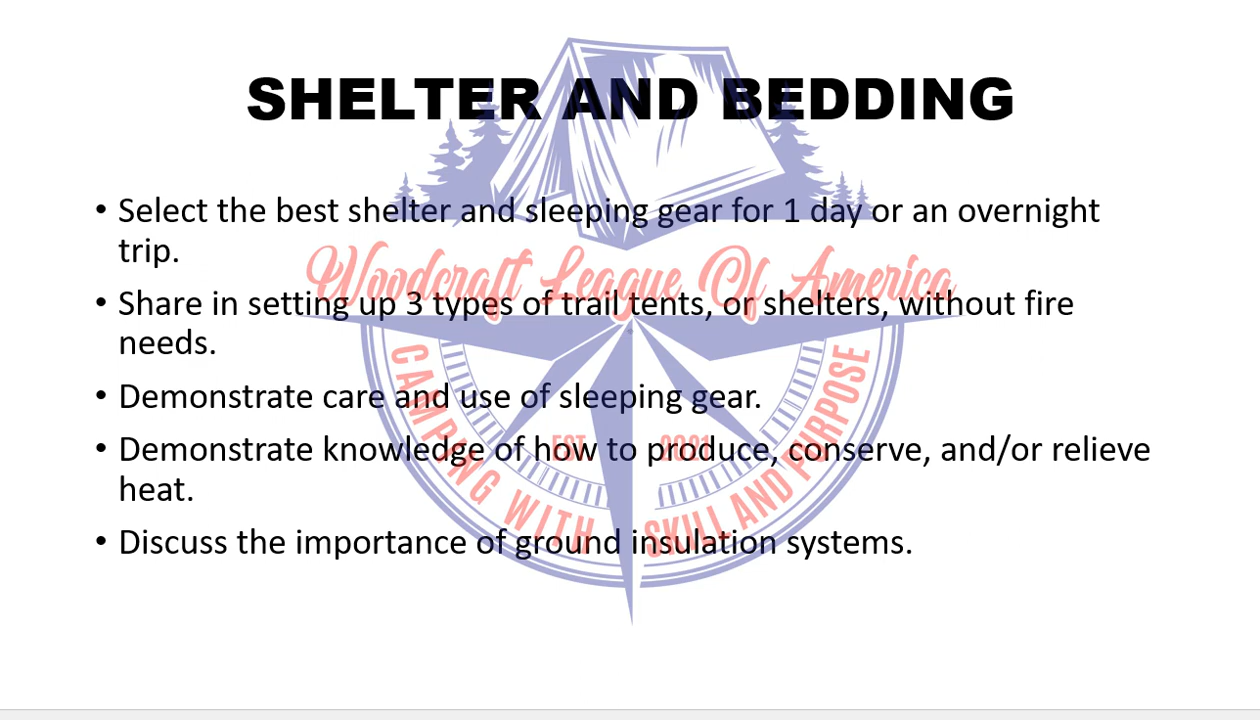 SHELTER AND BEDDING
• Select the best shelter and sleeping gear for 1 day or an overnight
trip.
Woodcraft League Of America
• Share in setting up 3 types of trail tents, or shelters, without fire
needs.
• Demonstrate care and use of sleeping gear.
• Demonstrate knowledge of how to produce, conserve, and/or relieve
heat.
• Discuss the importance of ground insulation systems.
EST
CAMPING WITH SKILL AND PURPOSE